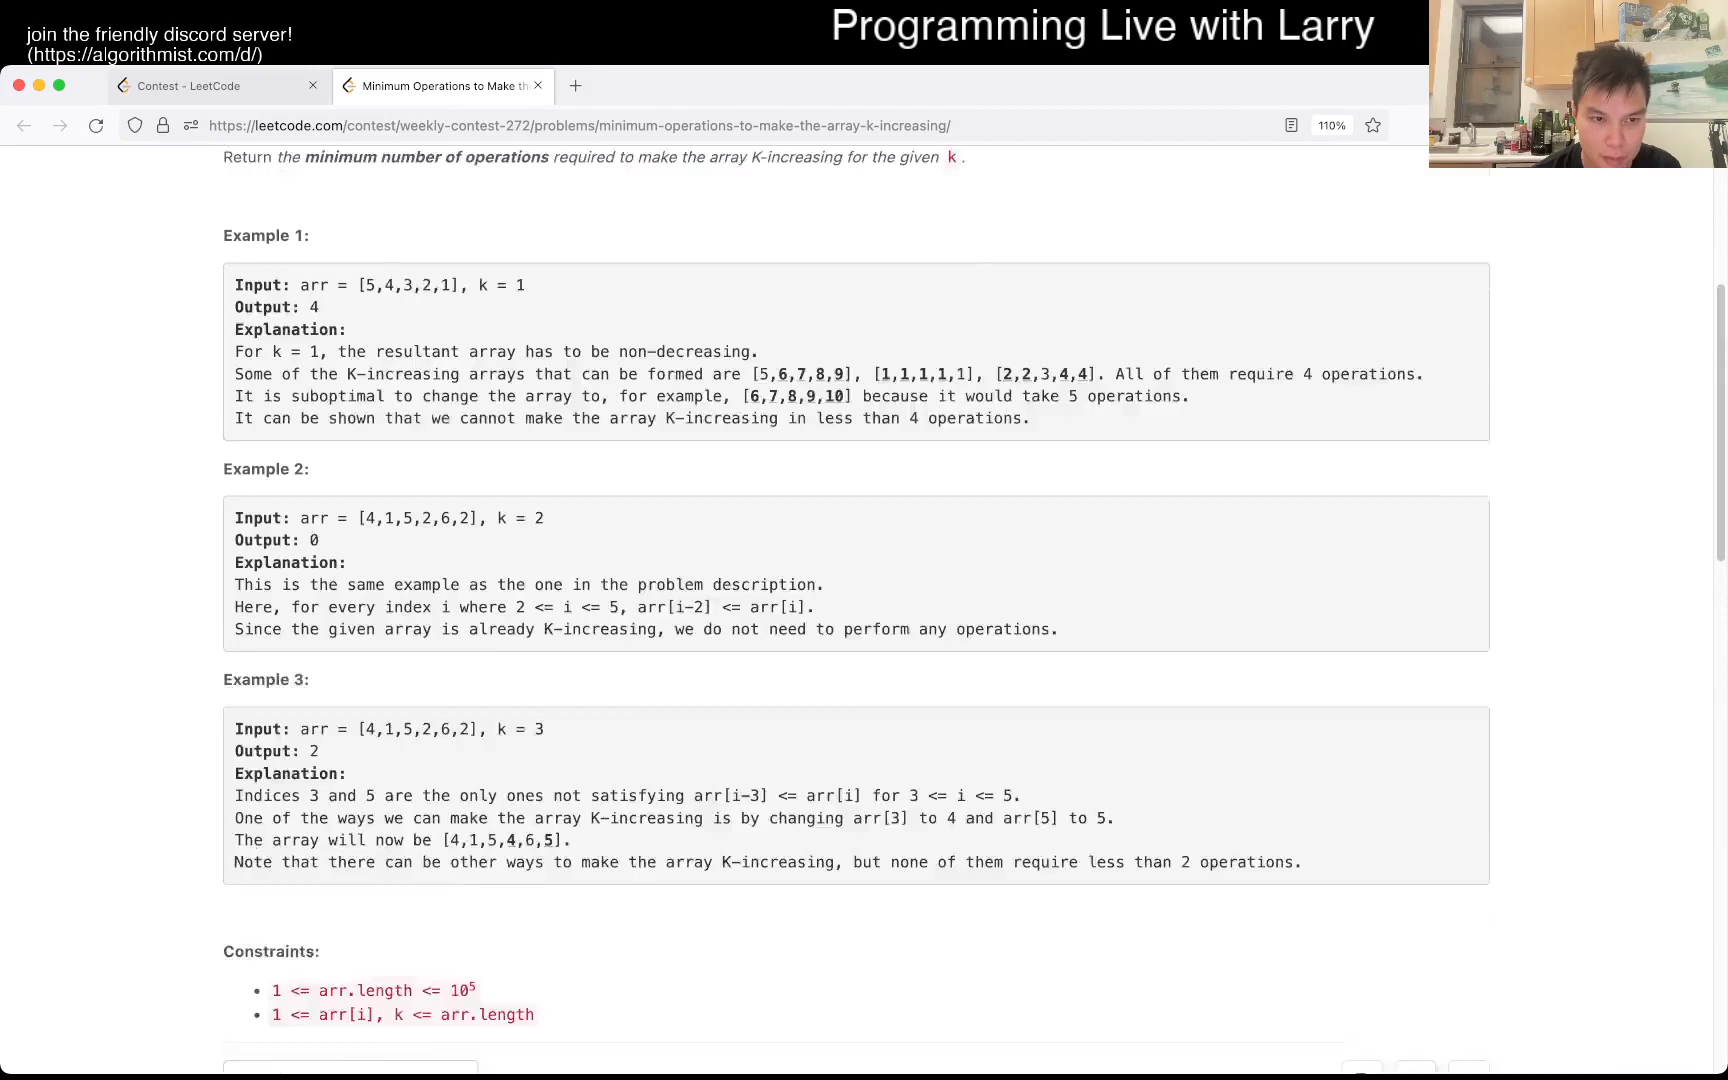 join the friendly discord server!
(https://algorithmist.com/d/)
Programming Live with Larry
Contest - LeetCode
Minimum Operations to Make th
https://leetcode.com/contest/weekly-contest-272/problems/minimum-operations-to-make-the-array-k-increasing/
110%
Return the minimum number of operations required to make the array K-increasing for the given k .
Example 1:
Input: arr = [5,4,3,2,1], k = 1
Output: 4
Explanation:
For k = 1, the resultant array has to be non-decreasing.
Some of the K-increasing arrays that can be formed are [5,6,7,8,9], [1,1,1,1,1], [2,2,3,4,4]. All of them require 4 operations.
It is suboptimal to change the array to, for example, [6,7,8,9,10] because it would take 5 operations.
It can be shown that we cannot make the array K-increasing in less than 4 operations.
Example 2:
Input: arr = [4,1,5,2,6,2], k = 2
Output: 0
Explanation:
This is the same example as the one in the problem description.
Here, for every index i where 2 <= i <= 5, arr[i-2] <= arr[i].
Since the given array is already K-increasing, we do not need to perform any operations.
Example 3:
Input: arr = [4,1,5,2,6,2], k = 3
Output: 2
Explanation:
Indices 3 and 5 are the only ones not satisfying arr[i-3] <= arr[i] for 3 <= i <= 5.
One of the ways we can make the array K-increasing is by changing arr[3] to 4 and arr[5] to 5.
The array will now be [4,1,5,4,6,5].
Note that there can be other ways to make the array K-increasing, but none of them require less than 2 operations.
Constraints:
• 1 <= arr.length <= 10⁵
• 1 <= arr[i], k <= arr.length